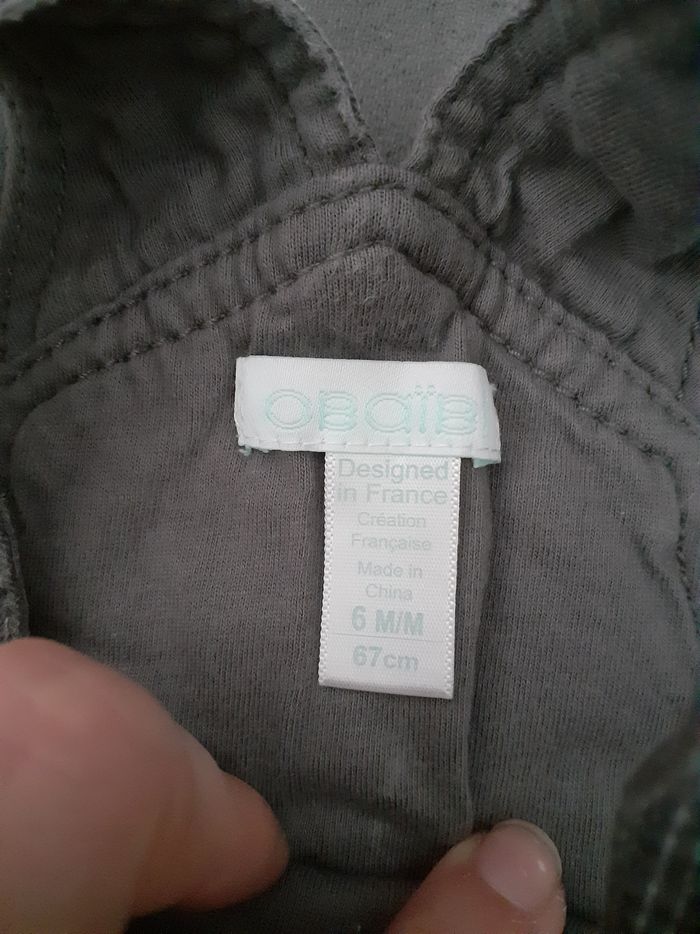 OBAÏBI
Designed
in France
Création
Française
Made in
China
6 M/M
67cm